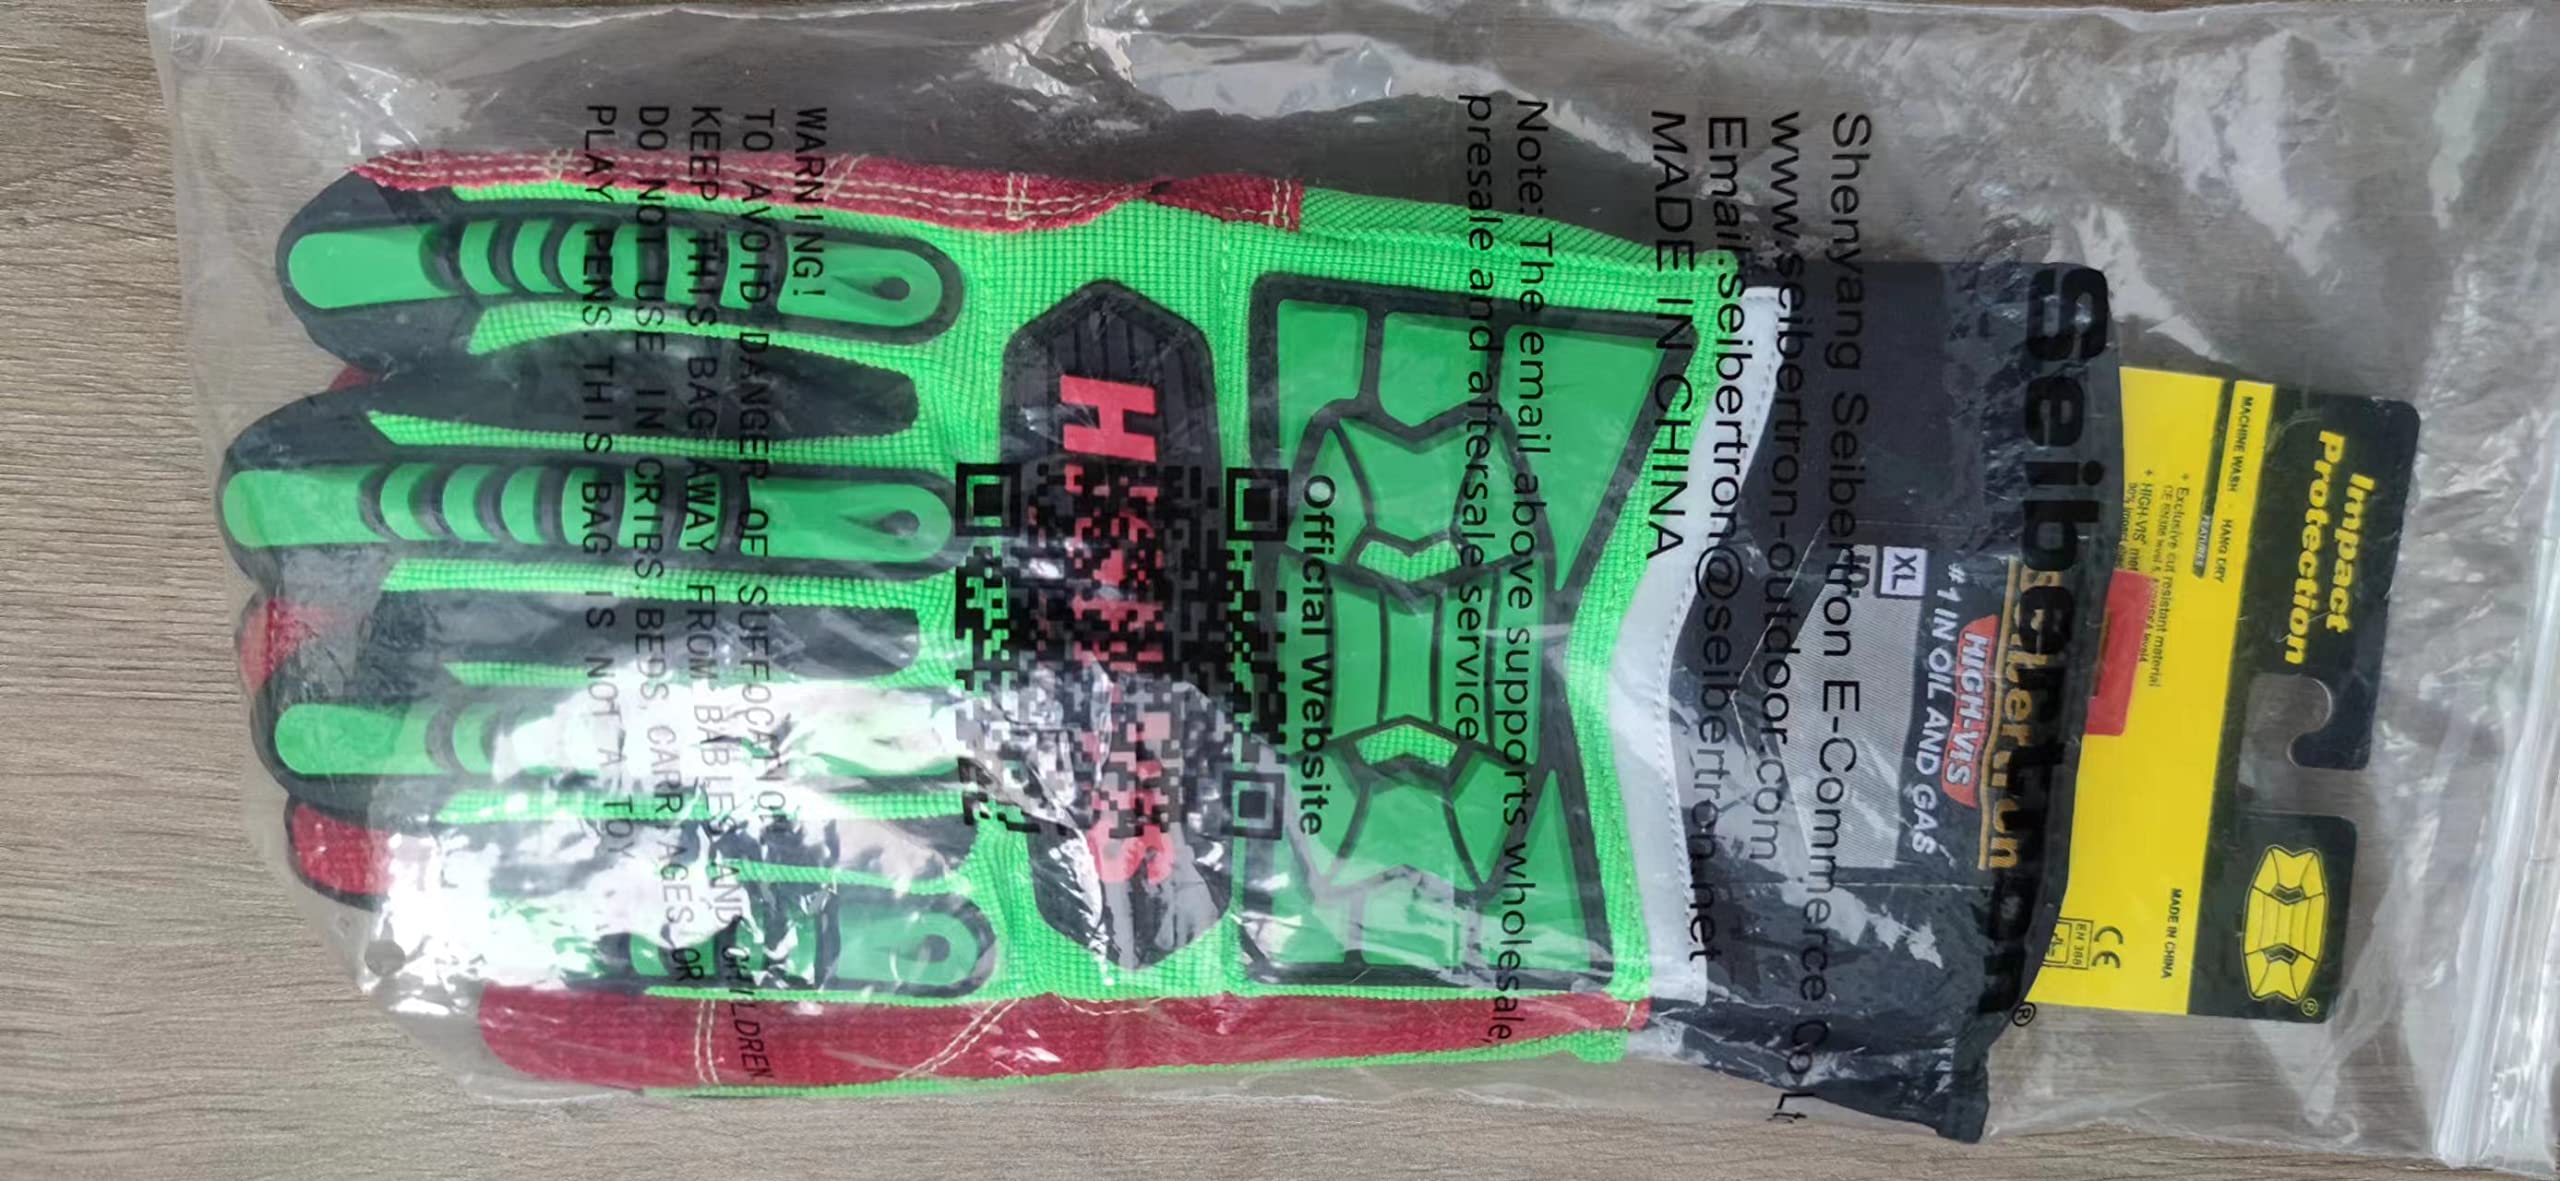 Seibertron®
Shenyang Seibertron E-Commerce Co Lt
www.seibertron-outdoor.com
Email:seibertron@seibertron.net
MADE IN CHINA
Note: The email above supports wholesale,
presale and aftersale service
Official Website
WARNING!
TO AVOID DANGER OF SUFFOCATION
KEEP THIS BAG AWAY FROM BABIES AND CHILDREN
DO NOT USE IN CRIBS. BEDS, CARRIAGES OR
PLAY PENS. THIS BAG IS NOT A TOY
Impact
Protection
MACHINE WASH HANG DRY
FEATURES
MADE IN CHINA
CE
EN 388
®
HIGH-VIS
# 1 IN OIL AND GAS
XL